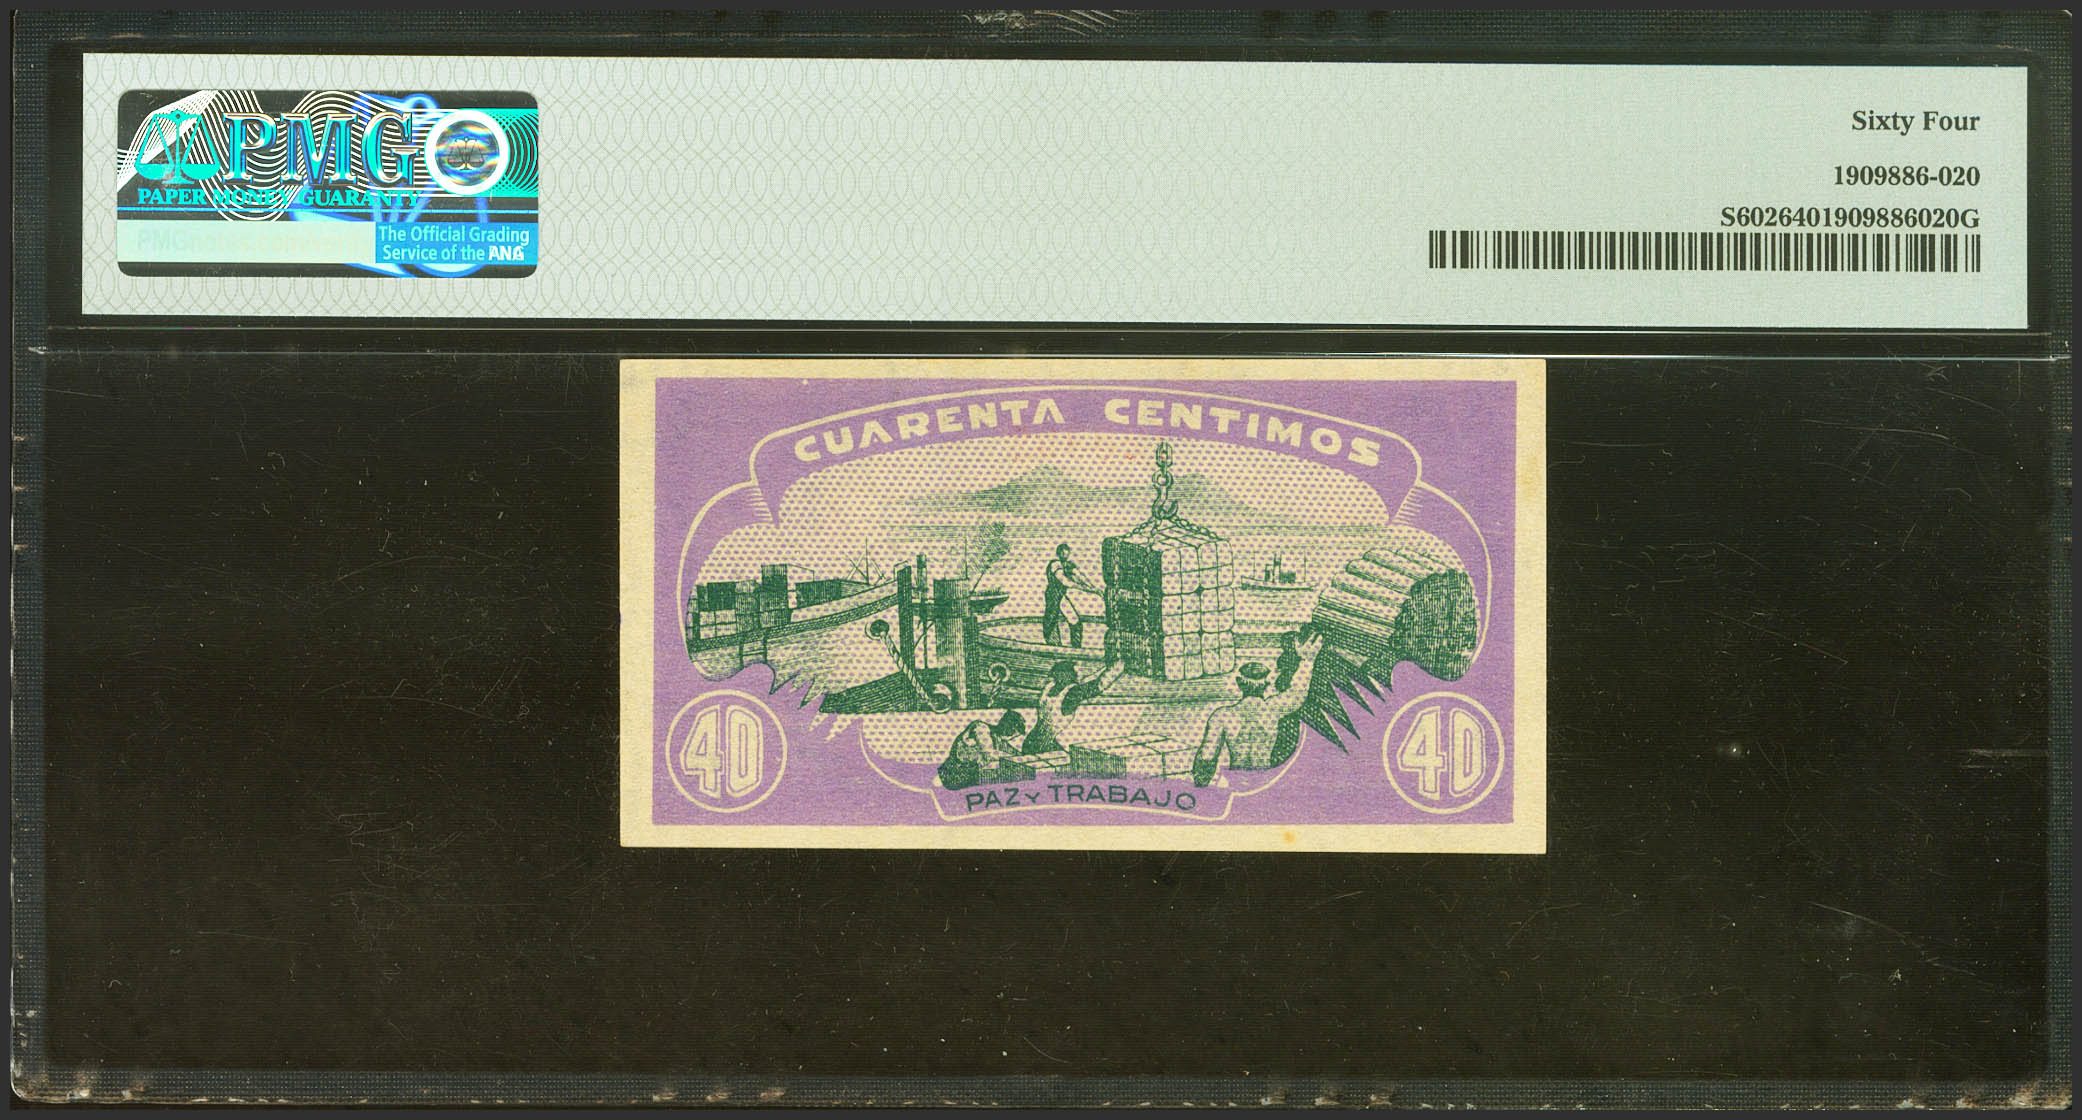 PMG
PAPER MONEY GUARANTY
The Official Grading
Service of the ANA
Sixty Four
1909886-020
S6026401909886020G
CUARENTA CENTIMOS
40
40
PAZ Y TRABAJO